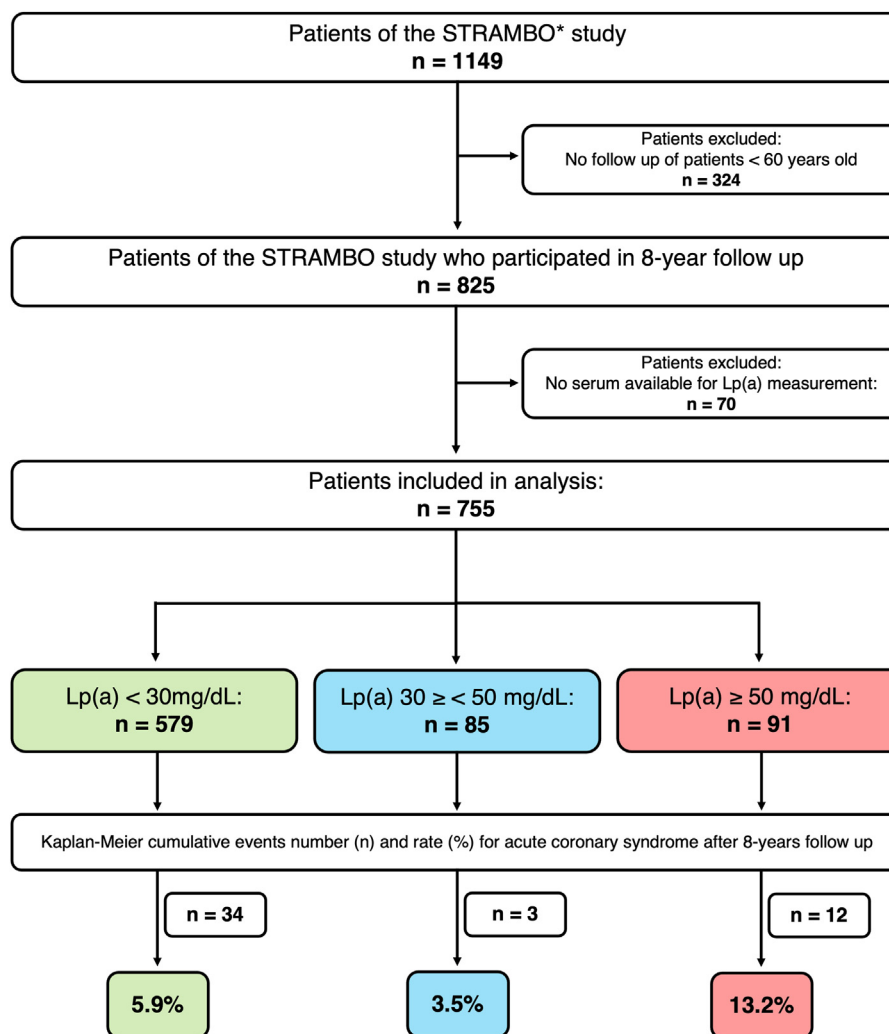 Patients of the STRAMBO* study
n = 1149
Patients excluded:
No follow up of patients < 60 years old
n = 324
Patients of the STRAMBO study who participated in 8-year follow up
n = 825
Patients excluded:
No serum available for Lp(a) measurement:
n = 70
Patients included in analysis:
n = 755
Lp(a) < 30mg/dL:
n = 579
Lp(a) 30 ≥ < 50 mg/dL:
n = 85
Lp(a) ≥ 50 mg/dL:
n = 91
Kaplan-Meier cumulative events number (n) and rate (%) for acute coronary syndrome after 8-years follow up
n = 34
n = 3
n = 12
5.9%
3.5%
13.2%